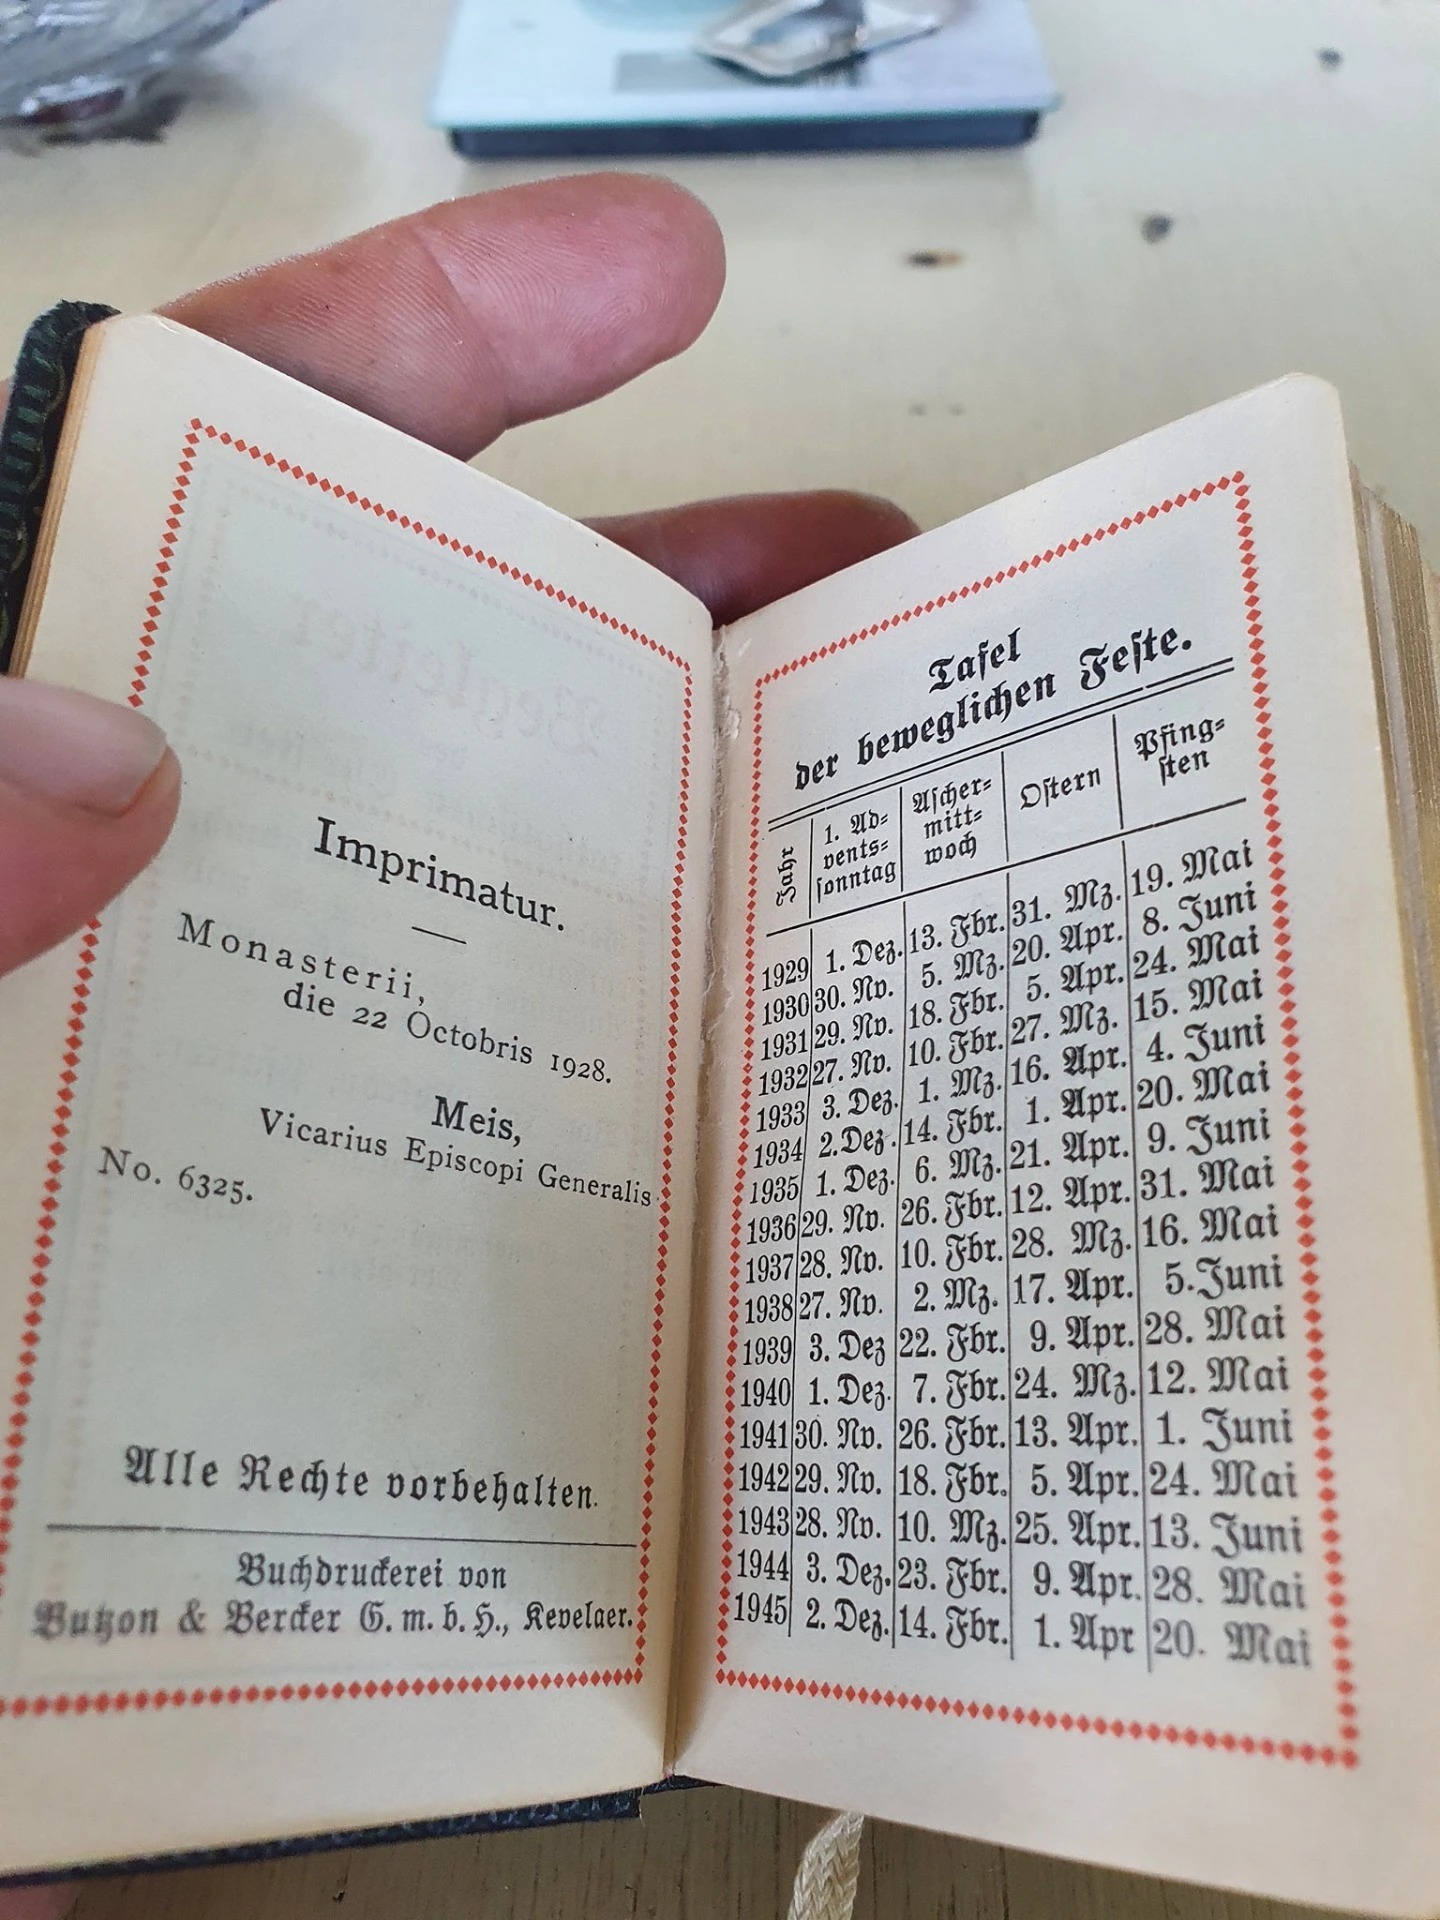 Imprimatur.
Monasterii,
die 22 Octobris 1928.
Meis,
Vicarius Episcopi Generalis
No. 6325.
Alle Rechte vorbehalten.
Buchdruckerei von
Butzon & Bercker G. m. b. H., Kevelaer.
Tafel
der beweglichen Feste.
Jahr 1. Ad-vents-sonntag Ascher-mitt-woch Ostern Pfing-sten
1929 1. Dez. 13. Fbr. 31. Mz. 19. Mai
1930 30. Nv. 5. Mz. 20. Apr. 8. Juni
1931 29. Nv. 18. Fbr. 5. Apr. 24. Mai
1932 27. Nv. 10. Fbr. 27. Mz. 15. Mai
1933 3. Dez. 1. Mz. 16. Apr. 4. Juni
1934 2. Dez. 14. Fbr. 1. Apr. 20. Mai
1935 1. Dez. 6. Mz. 21. Apr. 9. Juni
1936 29. Nv. 26. Fbr. 12. Apr. 31. Mai
1937 28. Nv. 10. Fbr. 28. Mz. 16. Mai
1938 27. Nv. 2. Mz. 17. Apr. 5. Juni
1939 3. Dez 22. Fbr. 9. Apr. 28. Mai
1940 1. Dez. 7. Fbr. 24. Mz. 12. Mai
1941 30. Nv. 26. Fbr. 13. Apr. 1. Juni
1942 29. Nv. 18. Fbr. 5. Apr. 24. Mai
1943 28. Nv. 10. Mz. 25. Apr. 13. Juni
1944 3. Dez. 23. Fbr. 9. Apr. 28. Mai
1945 2. Dez. 14. Fbr. 1. Apr 20. Mai